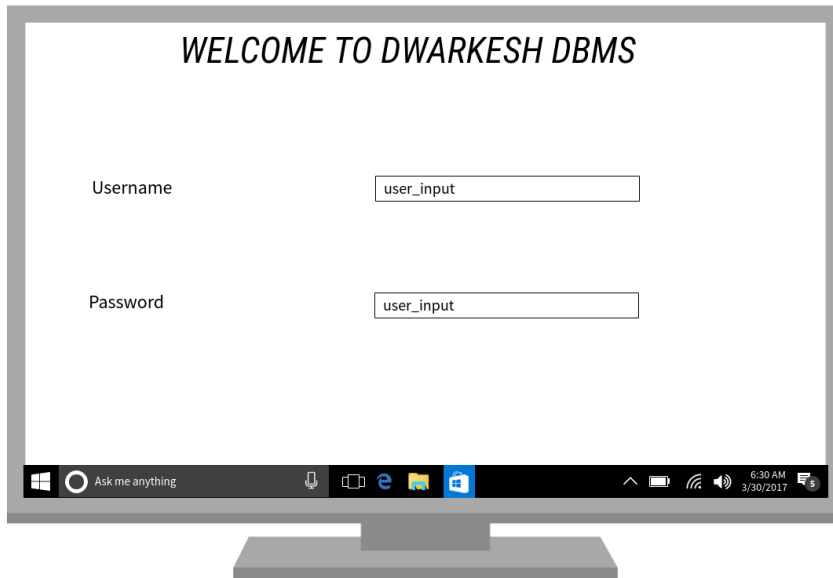 WELCOME TO DWARKESH DBMS
Username
user_input
Password
user_input
Ask me anything
6:30 AM
3/30/2017
5